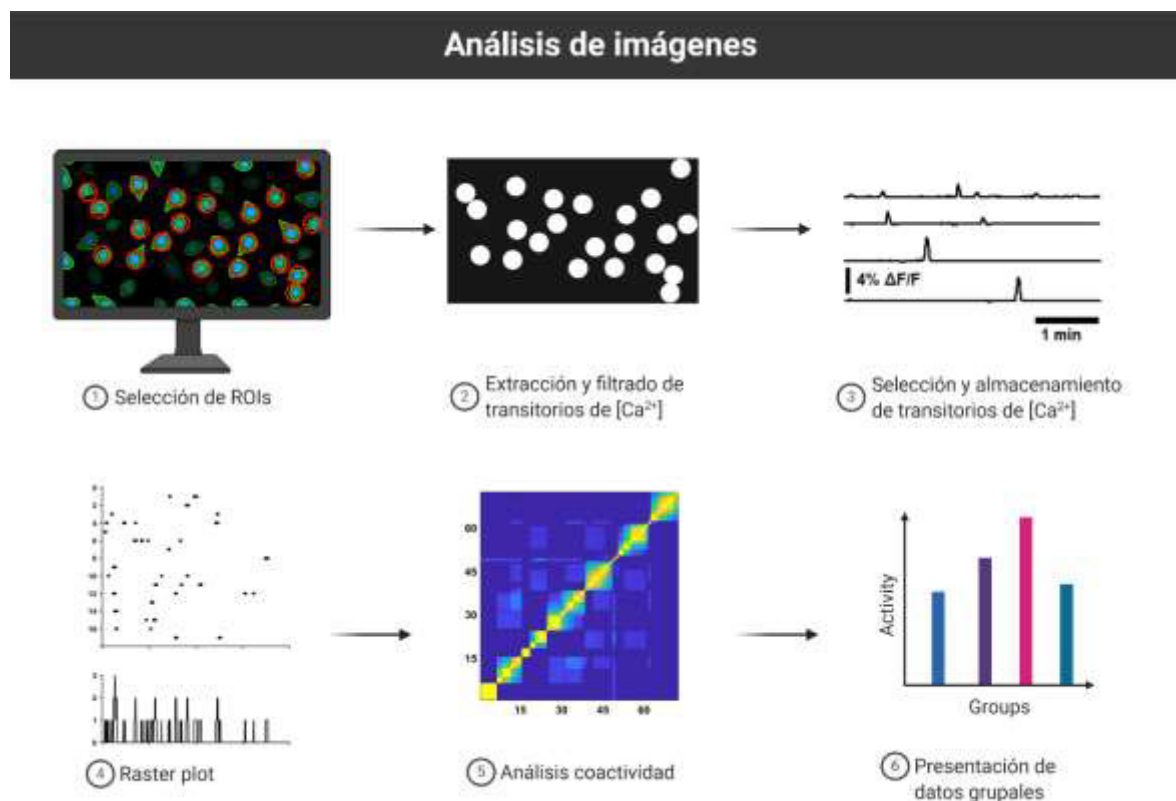 Análisis de imágenes
4% ΔF/F
1 min
1 Selección de ROIs
2 Extracción y filtrado de
transitorios de [Ca²⁺]
3 Selección y almacenamiento
de transitorios de [Ca²⁺]
60
45
30
15
15 30 45 60
Activity
Groups
4 Raster plot
5 Análisis coactividad
6 Presentación de
datos grupales